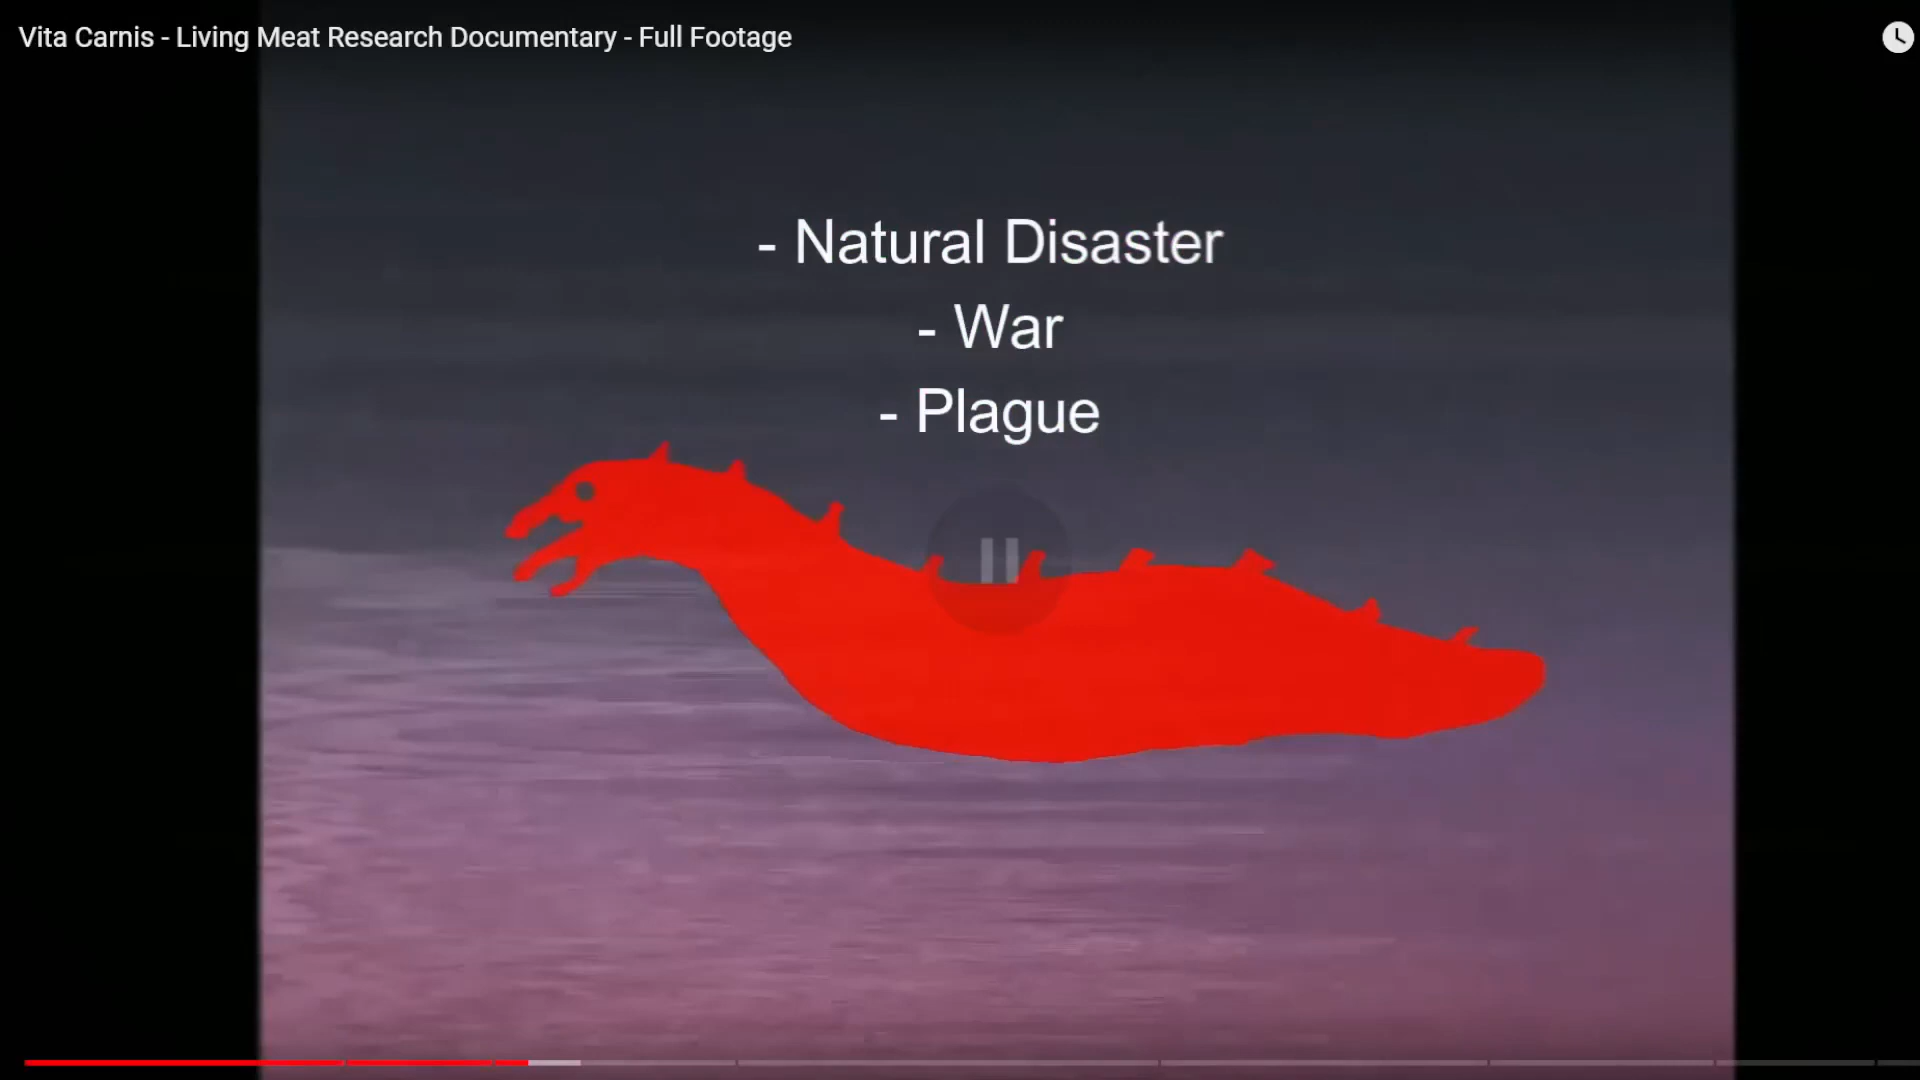 Vita Carnis - Living Meat Research Documentary - Full Footage
- Natural Disaster
- War
- Plague